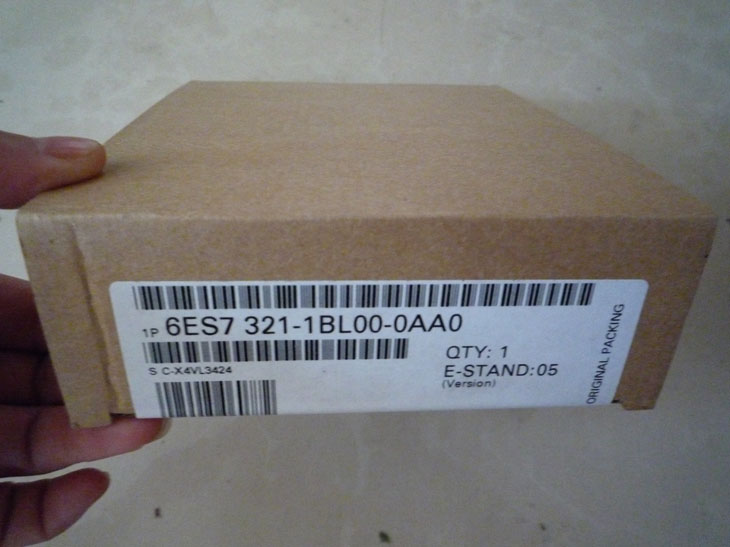 1P 6ES7 321-1BL00-0AA0
S C-X4VL3424
QTY: 1
E-STAND:05
(Version)
ORIGINAL PACKING